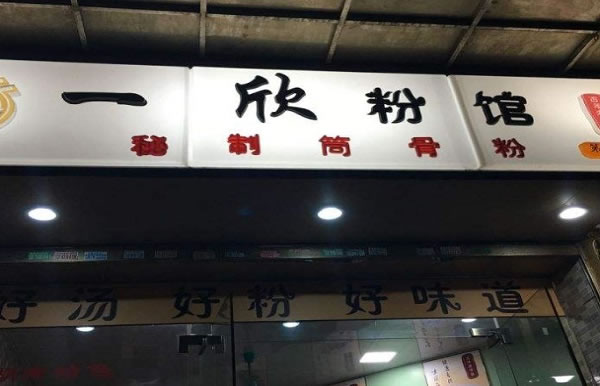 一欣粉馆
秘制筒骨粉
好汤 好粉 好味道